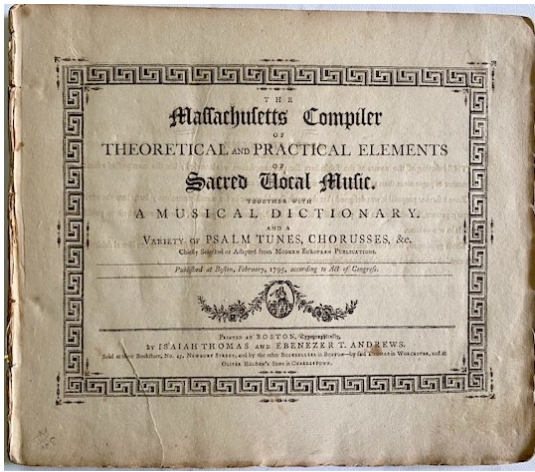 THE
Maſſachusetts Compiler
OF
THEORETICAL AND PRACTICAL ELEMENTS
OF
Sacred Vocal Muſic.
TOGETHER WITH
A MUSICAL DICTIONARY.
AND A
VARIETY OF PSALM TUNES, CHORUSSES, &c.
Chiefly Selected or Adapted from MODERN EUROPEAN PUBLICATIONS.
Publiſhed at Boſton, February, 1795, according to Act of Congreſs.
PRINTED AT BOSTON, Typographically,
BY ISAIAH THOMAS AND EBENEZER T. ANDREWS.
Sold at their Bookſtore, No. 45, NEWBURY STREET, and by the other BOOKSELLERS in BOSTON—by ſaid THOMAS in WORCESTER, and at
OLIVER HOLDEN's Store in CHARLESTOWN.